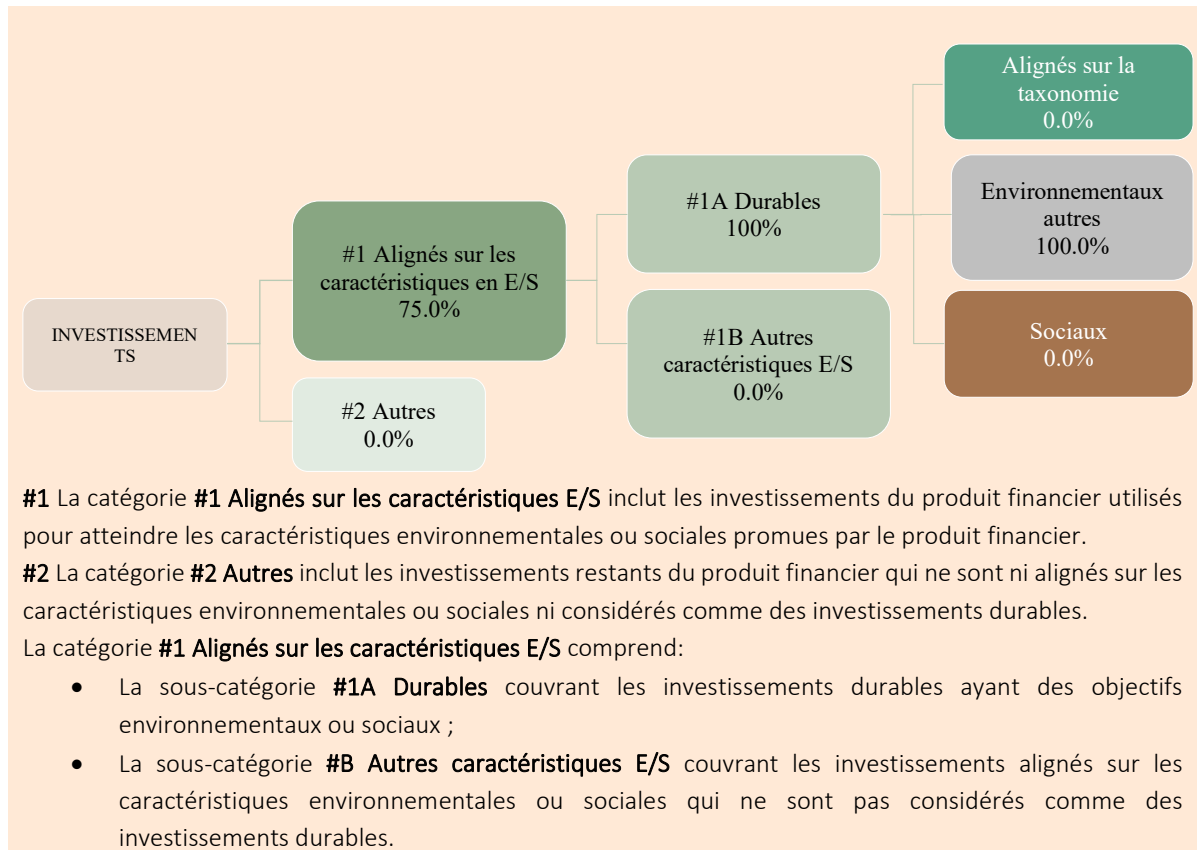 INVESTISSEMEN
TS
#1 Alignés sur les
caractéristiques en E/S
75.0%
#2 Autres
0.0%
#1A Durables
100%
#1B Autres
caractéristiques E/S
0.0%
Alignés sur la
taxonomie
0.0%
Environnementaux
autres
100.0%
Sociaux
0.0%
#1 La catégorie #1 Alignés sur les caractéristiques E/S inclut les investissements du produit financier utilisés
pour atteindre les caractéristiques environnementales ou sociales promues par le produit financier.
#2 La catégorie #2 Autres inclut les investissements restants du produit financier qui ne sont ni alignés sur les
caractéristiques environnementales ou sociales ni considérés comme des investissements durables.
La catégorie #1 Alignés sur les caractéristiques E/S comprend:
• La sous-catégorie #1A Durables couvrant les investissements durables ayant des objectifs
environnementaux ou sociaux ;
• La sous-catégorie #B Autres caractéristiques E/S couvrant les investissements alignés sur les
caractéristiques environnementales ou sociales qui ne sont pas considérés comme des
investissements durables.